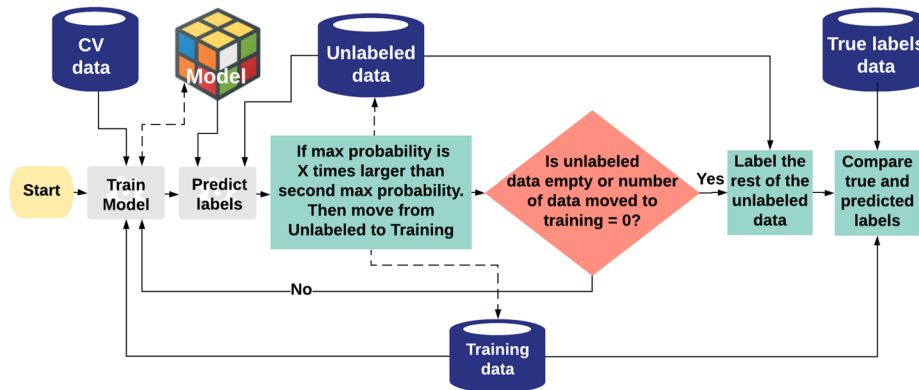 CV
data
Model
Unlabeled
data
True labels
data
Start
Train
Model
Predict
labels
If max probability is
X times larger than
second max probability.
Then move from
Unlabeled to Training
Is unlabeled
data empty or number
of data moved to
training = 0?
Yes
Label the
rest of the
unlabeled
data
Compare
true and
predicted
labels
No
Training
data